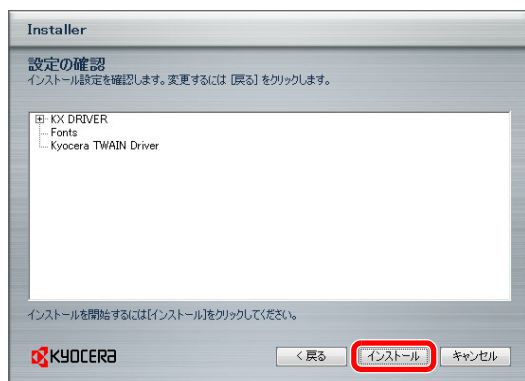 Installer
設定の確認
インストール設定を確認します。変更するには [戻る] をクリックします。
KX DRIVER
Fonts
Kyocera TWAIN Driver
インストールを開始するには[インストール]をクリックしてください。
KYOCERA
< 戻る
インストール
キャンセル